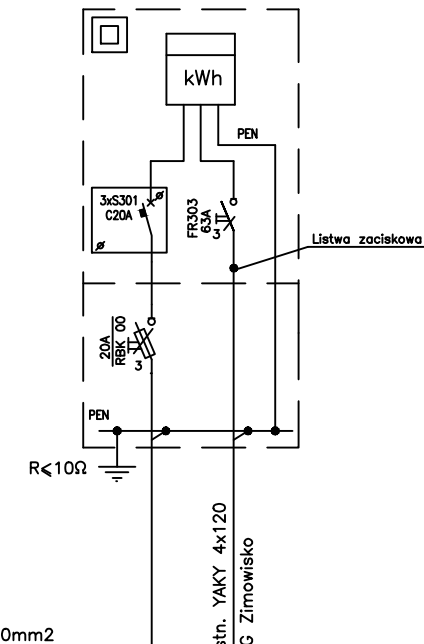 kWh
PEN
3xS301
C20A
FR303
63A
3
Listwa zaciskowa
20A
RBK 00
3
PEN
R⩽10Ω
YAKY 4x120
Zimowisko
0mm2